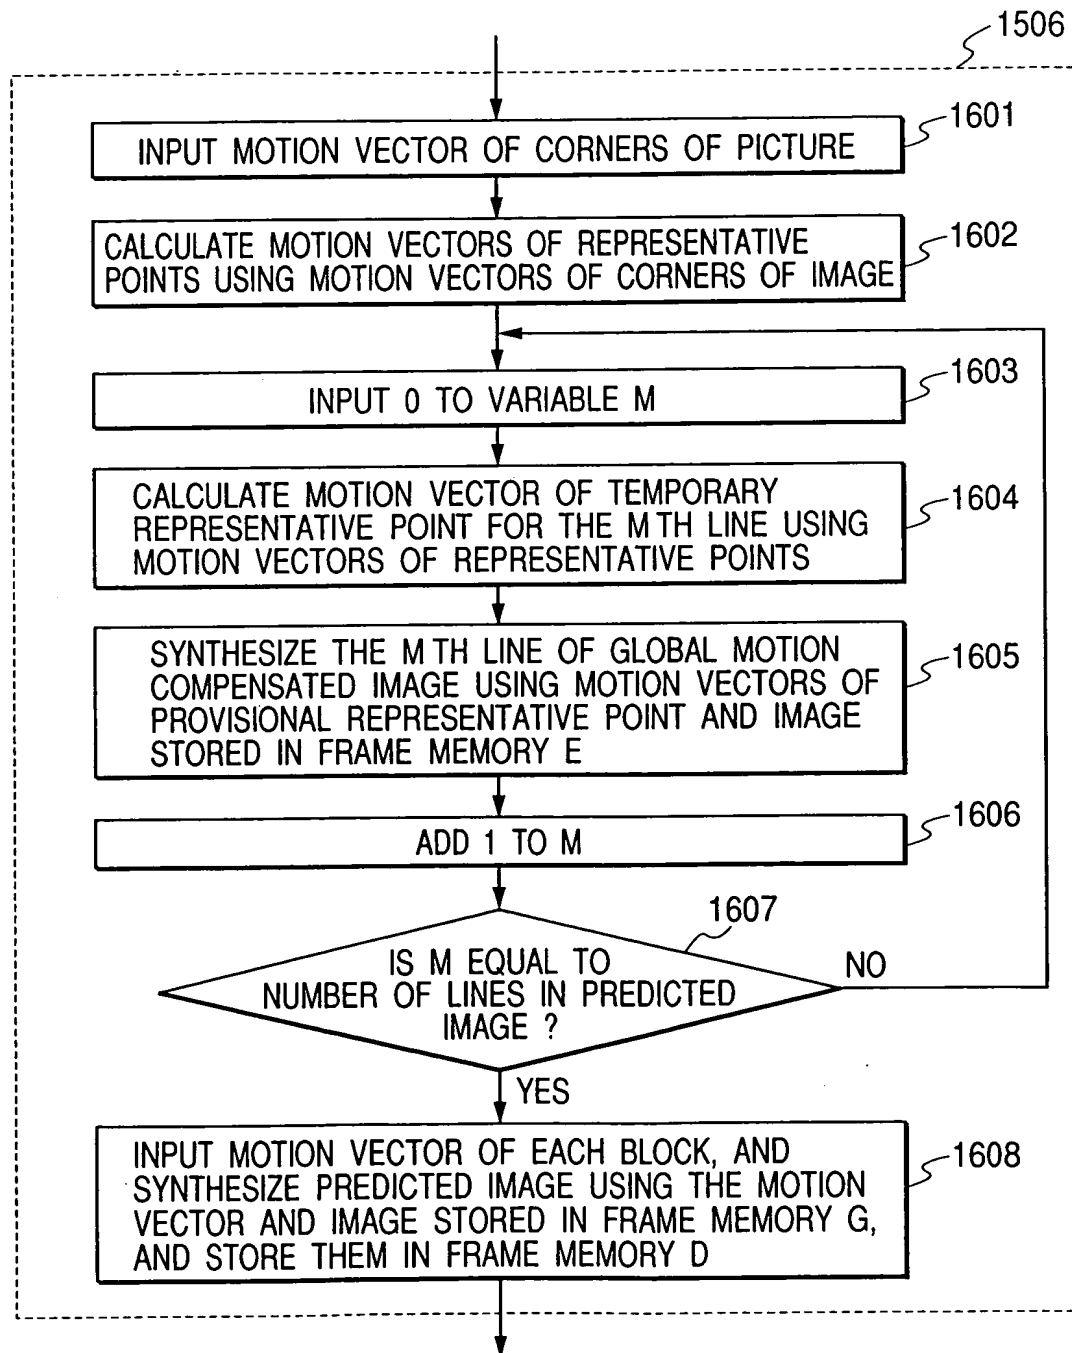 1506
1601
INPUT MOTION VECTOR OF CORNERS OF PICTURE
CALCULATE MOTION VECTORS OF REPRESENTATIVE
POINTS USING MOTION VECTORS OF CORNERS OF IMAGE
1602
1603
INPUT 0 TO VARIABLE M
CALCULATE MOTION VECTOR OF TEMPORARY
REPRESENTATIVE POINT FOR THE M TH LINE USING
MOTION VECTORS OF REPRESENTATIVE POINTS
1604
SYNTHESIZE THE M TH LINE OF GLOBAL MOTION
COMPENSATED IMAGE USING MOTION VECTORS OF
PROVISIONAL REPRESENTATIVE POINT AND IMAGE
STORED IN FRAME MEMORY E
1605
1606
ADD 1 TO M
1607
IS M EQUAL TO
NUMBER OF LINES IN PREDICTED
IMAGE ?
NO
YES
INPUT MOTION VECTOR OF EACH BLOCK, AND
SYNTHESIZE PREDICTED IMAGE USING THE MOTION
VECTOR AND IMAGE STORED IN FRAME MEMORY G,
AND STORE THEM IN FRAME MEMORY D
1608